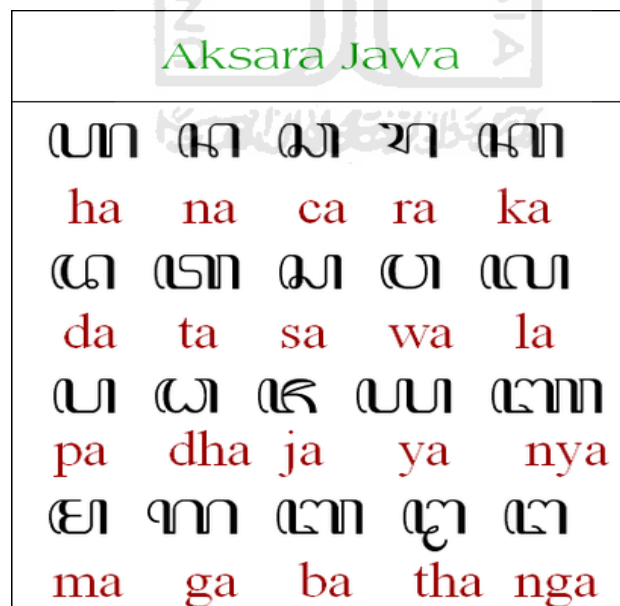 Aksara Jawa
ꦲ ꦤ ꦕ ꦫ ꦏ
ha na ca ra ka
ꦢ ꦠ ꦱ ꦮ ꦭ
da ta sa wa la
ꦥ ꦝ ꦗ ꦪ ꦚ
pa dha ja ya nya
ꦩ ꦒ ꦧ ꦛ ꦔ
ma ga ba tha nga